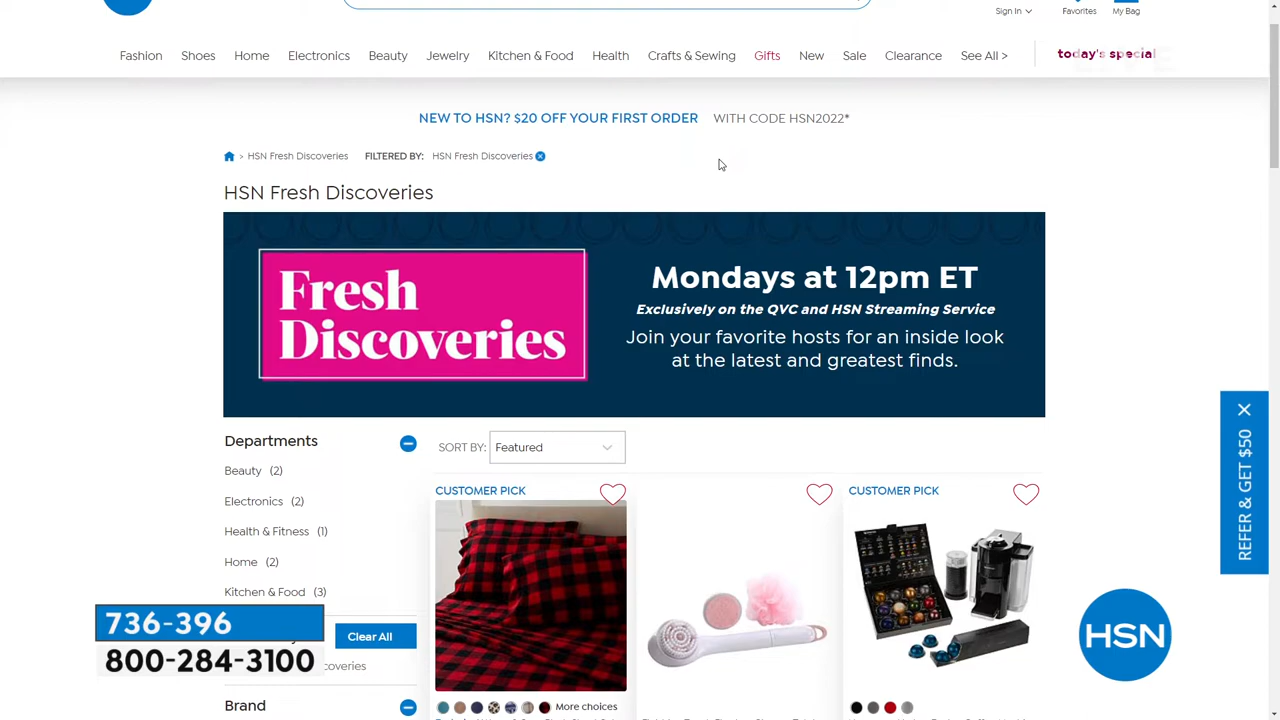 Sign In
Favorites
My Bag
Fashion
Shoes
Home
Electronics
Beauty
Jewelry
Kitchen & Food
Health
Crafts & Sewing
Gifts
New
Sale
Clearance
See All >
today's special
NEW TO HSN? $20 OFF YOUR FIRST ORDER WITH CODE HSN2022*
> HSN Fresh Discoveries FILTERED BY: HSN Fresh Discoveries
HSN Fresh Discoveries
Fresh
Discoveries
Mondays at 12pm ET
Exclusively on the QVC and HSN Streaming Service
Join your favorite hosts for an inside look
at the latest and greatest finds.
REFER & GET $50
Departments
Beauty (2)
Electronics (2)
Health & Fitness (1)
Home (2)
Kitchen & Food (3)
Clear All
Brand
SORT BY: Featured
CUSTOMER PICK
CUSTOMER PICK
More choices
736-396
800-284-3100
HSN